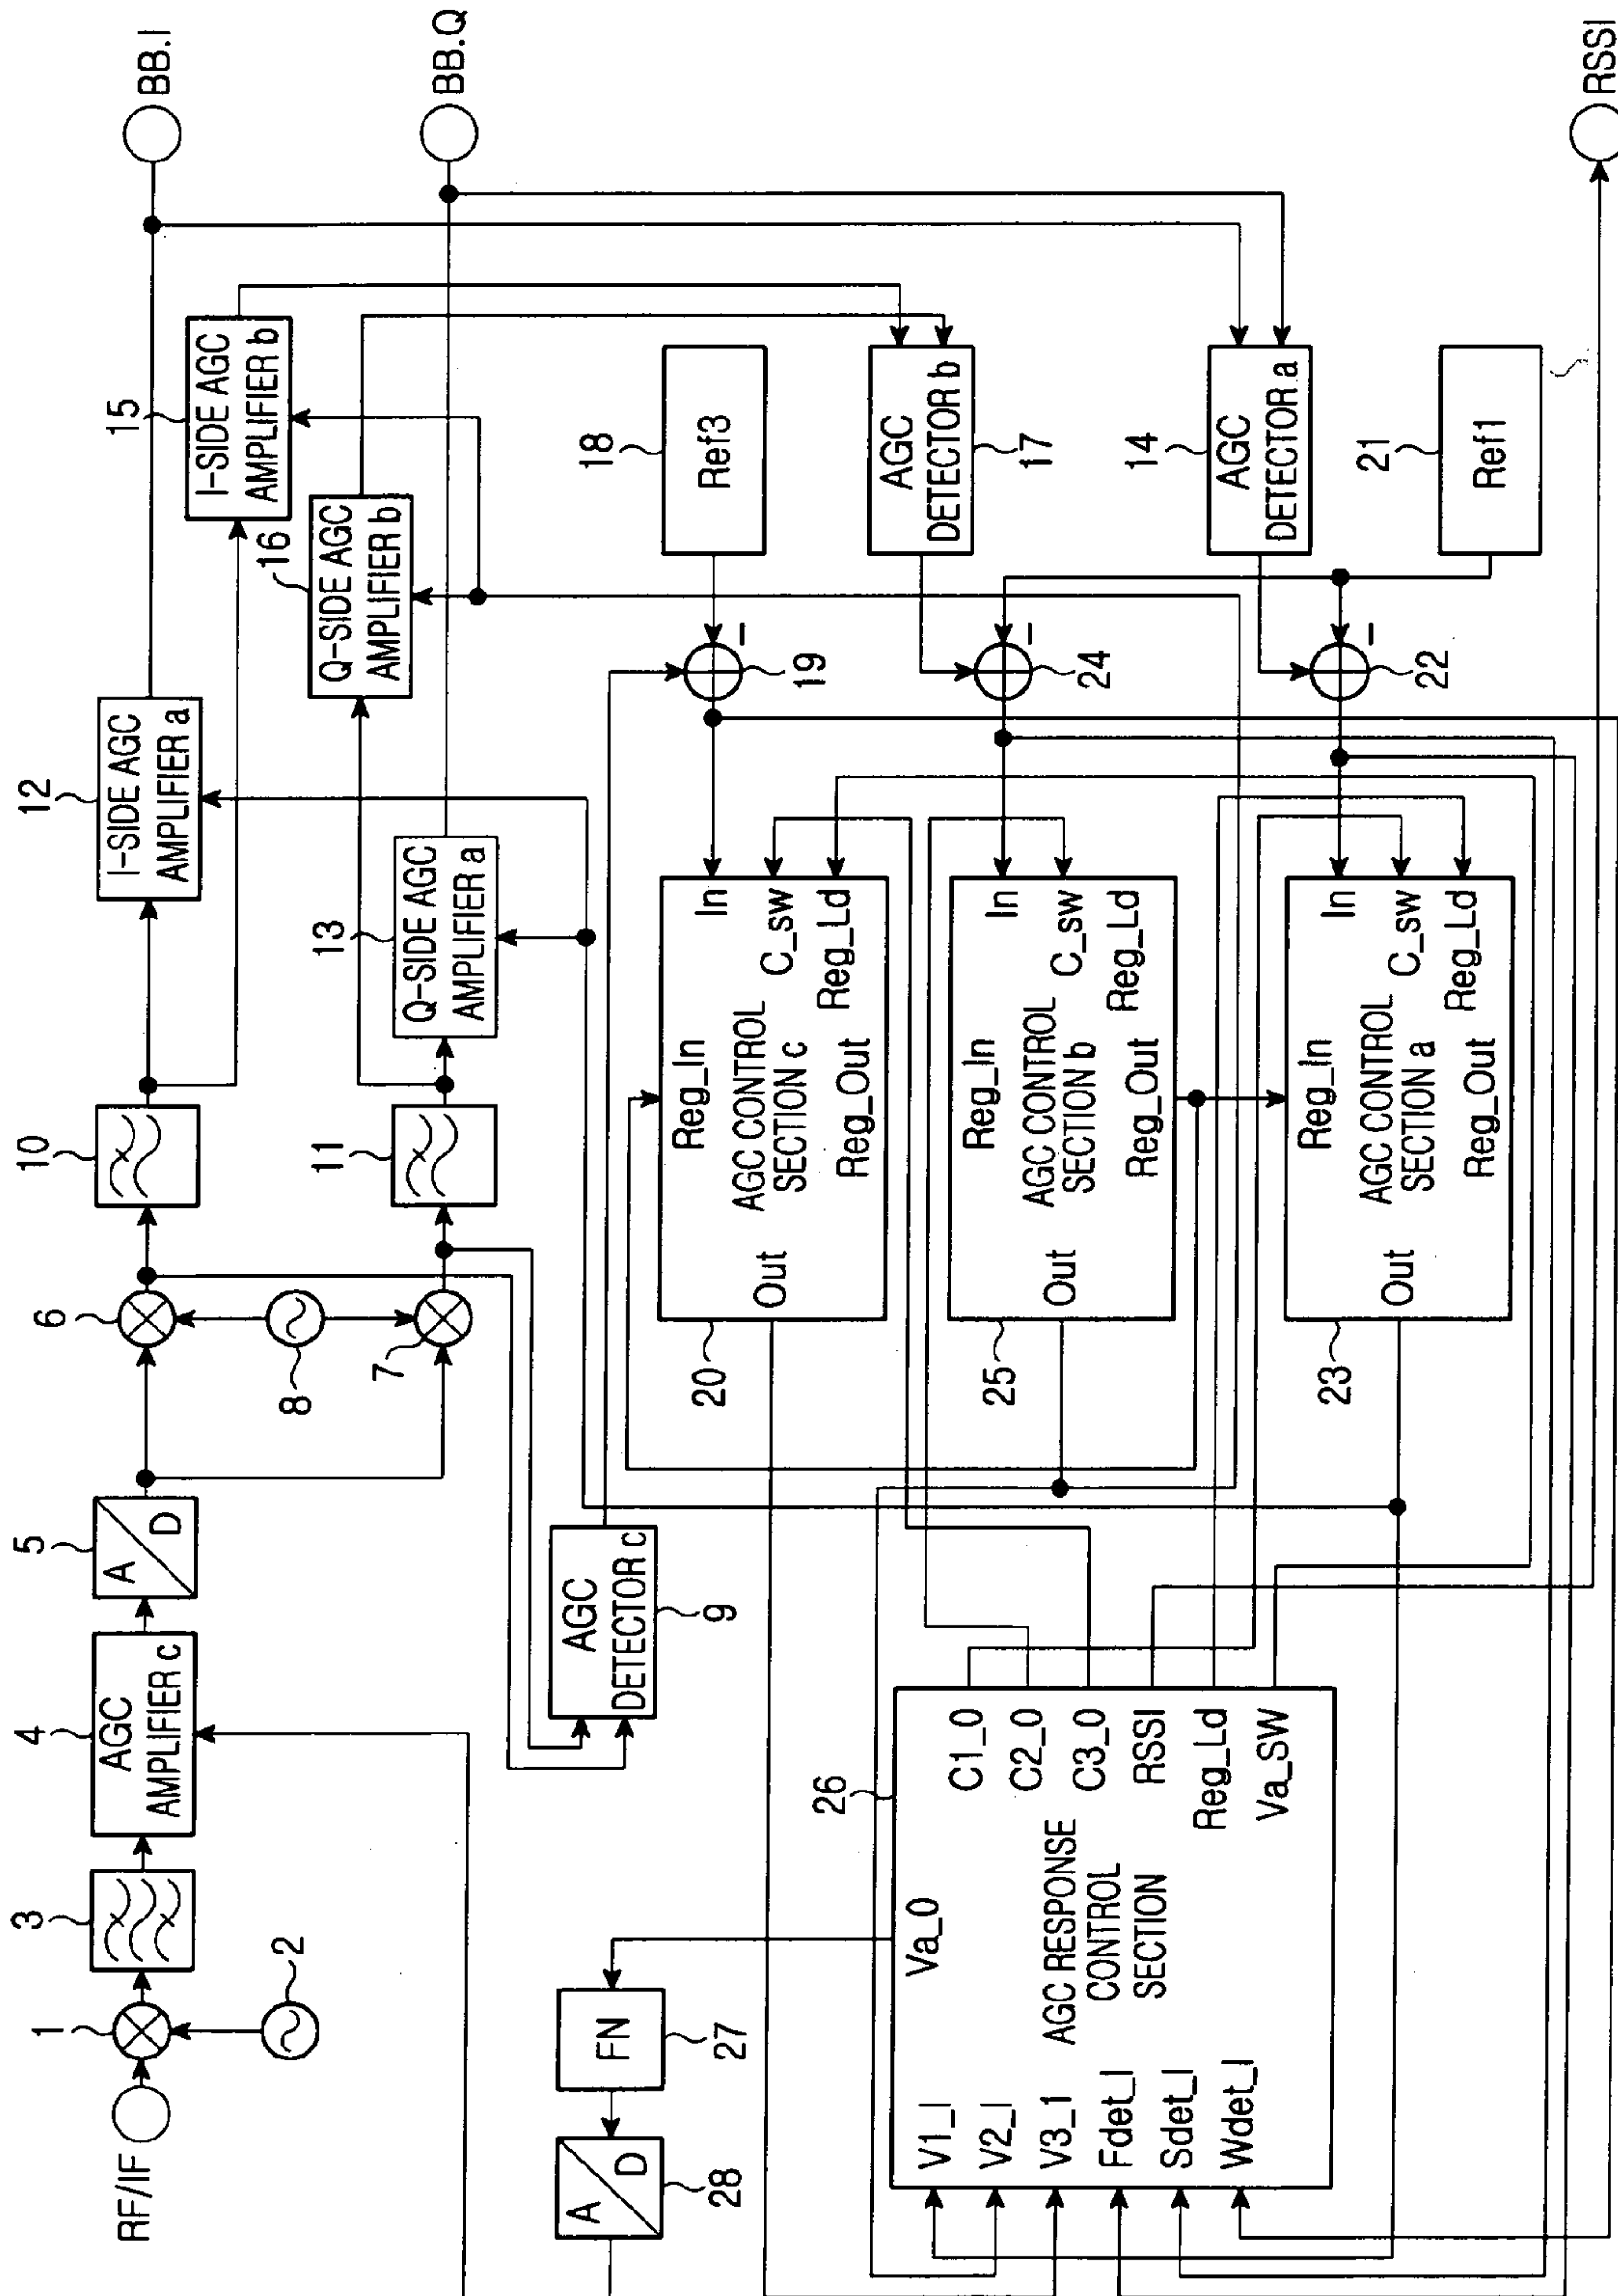 RF/IF
1
2
3
4
AGC
AMPLIFIER c
5
A
D
6
7
8
10
11
12
I-SIDE AGC
AMPLIFIER a
13
Q-SIDE AGC
AMPLIFIER a
15
I-SIDE AGC
AMPLIFIER b
16
Q-SIDE AGC
AMPLIFIER b
BB.I
BB.Q
AGC
DETECTOR c
9
18
Ref3
19
AGC
DETECTOR b
17
24
14
AGC
DETECTOR a
22
21
Ref1
20
Out
Reg_In
AGC CONTROL
SECTION c
Reg_Out
In
C_sw
Reg_Ld
25
Out
Reg_In
AGC CONTROL
SECTION b
Reg_Out
In
C_sw
Reg_Ld
23
Out
Reg_In
AGC CONTROL
SECTION a
Reg_Out
In
C_sw
Reg_Ld
FN
27
A
D
28
26
Va_0
V1_I
V2_I
V3_1
Fdet_I
Sdet_I
Wdet_I
AGC RESPONSE
CONTROL
SECTION
C1_0
C2_0
C3_0
RSSI
Reg_Ld
Va_SW
RSSI